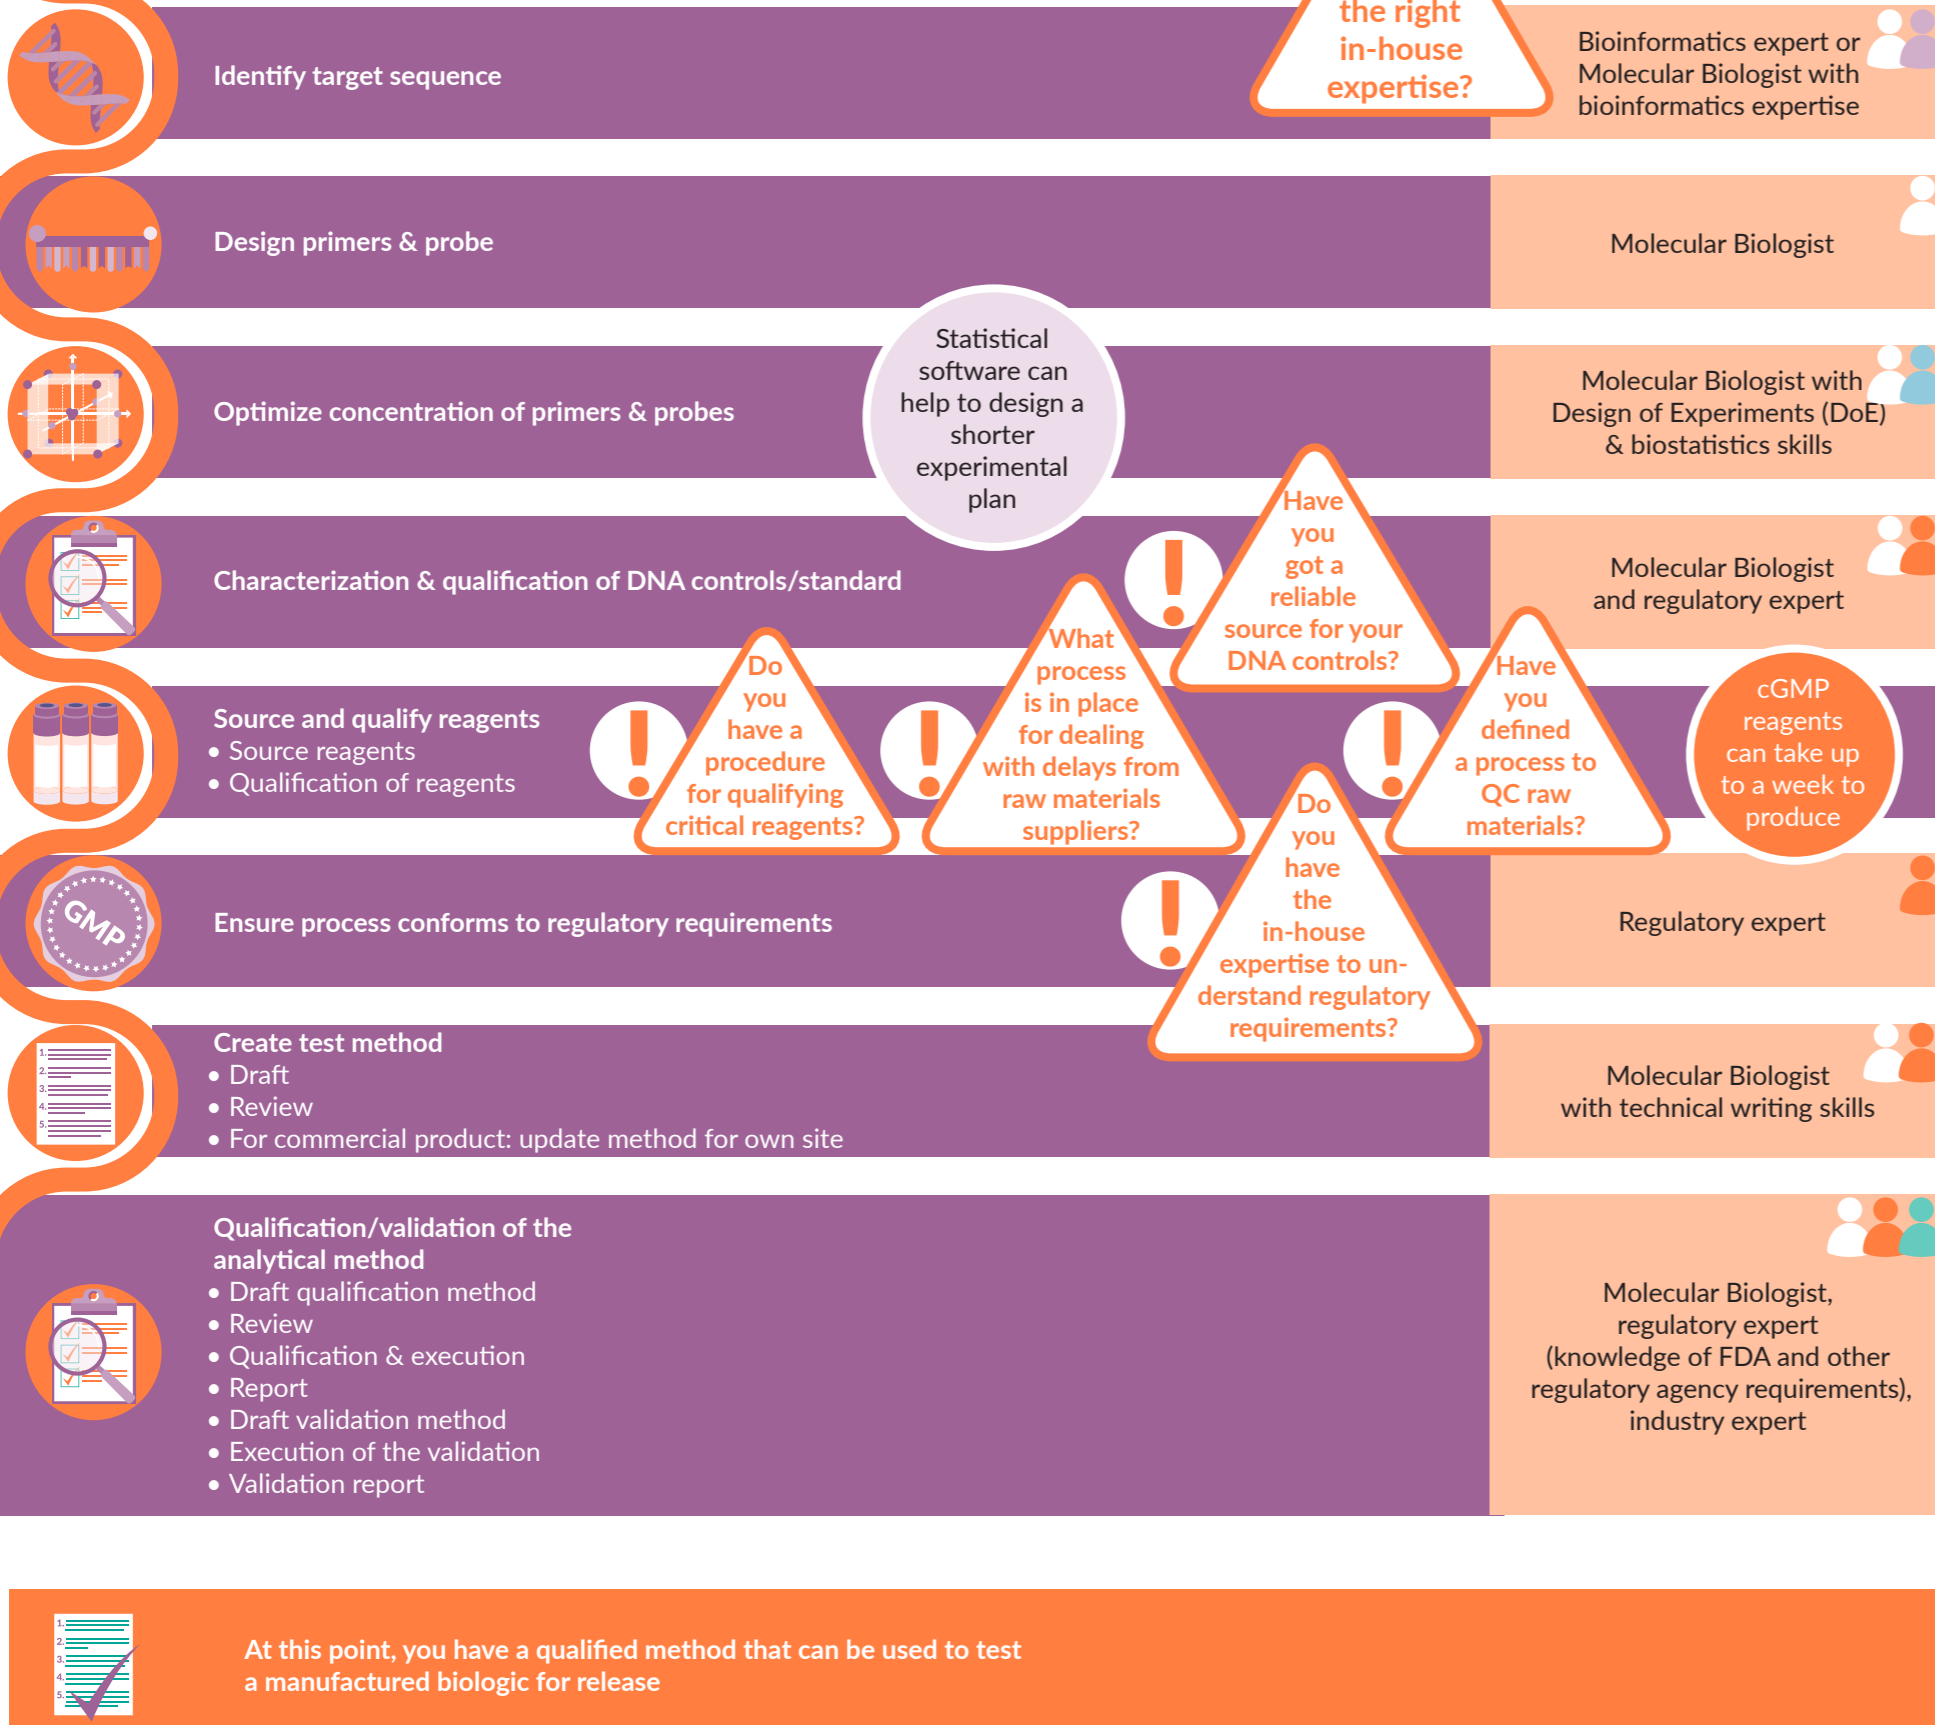 the right
in-house
expertise?
Identify target sequence
Bioinformatics expert or
Molecular Biologist with
bioinformatics expertise
Design primers & probe
Molecular Biologist
Statistical
software can
help to design a
shorter
experimental
plan
Optimize concentration of primers & probes
Molecular Biologist with
Design of Experiments (DoE)
& biostatistics skills
Characterization & qualification of DNA controls/standard
!
Have
you
got a
reliable
source for your
DNA controls?
Molecular Biologist
and regulatory expert
Source and qualify reagents
• Source reagents
• Qualification of reagents
!
Do
you
have a
procedure
for qualifying
critical reagents?
!
What
process
is in place
for dealing
with delays from
raw materials
suppliers?
!
Have
you
defined
a process to
QC raw
materials?
cGMP
reagents
can take up
to a week to
produce
GMP
Ensure process conforms to regulatory requirements
!
Do
you
have
the
in-house
expertise to un-
derstand regulatory
requirements?
Regulatory expert
1.
2.
3.
4.
5.
Create test method
• Draft
• Review
• For commercial product: update method for own site
Molecular Biologist
with technical writing skills
Qualification/validation of the
analytical method
• Draft qualification method
• Review
• Qualification & execution
• Report
• Draft validation method
• Execution of the validation
• Validation report
Molecular Biologist,
regulatory expert
(knowledge of FDA and other
regulatory agency requirements),
industry expert
1.
2.
3.
4.
5.
At this point, you have a qualified method that can be used to test
a manufactured biologic for release